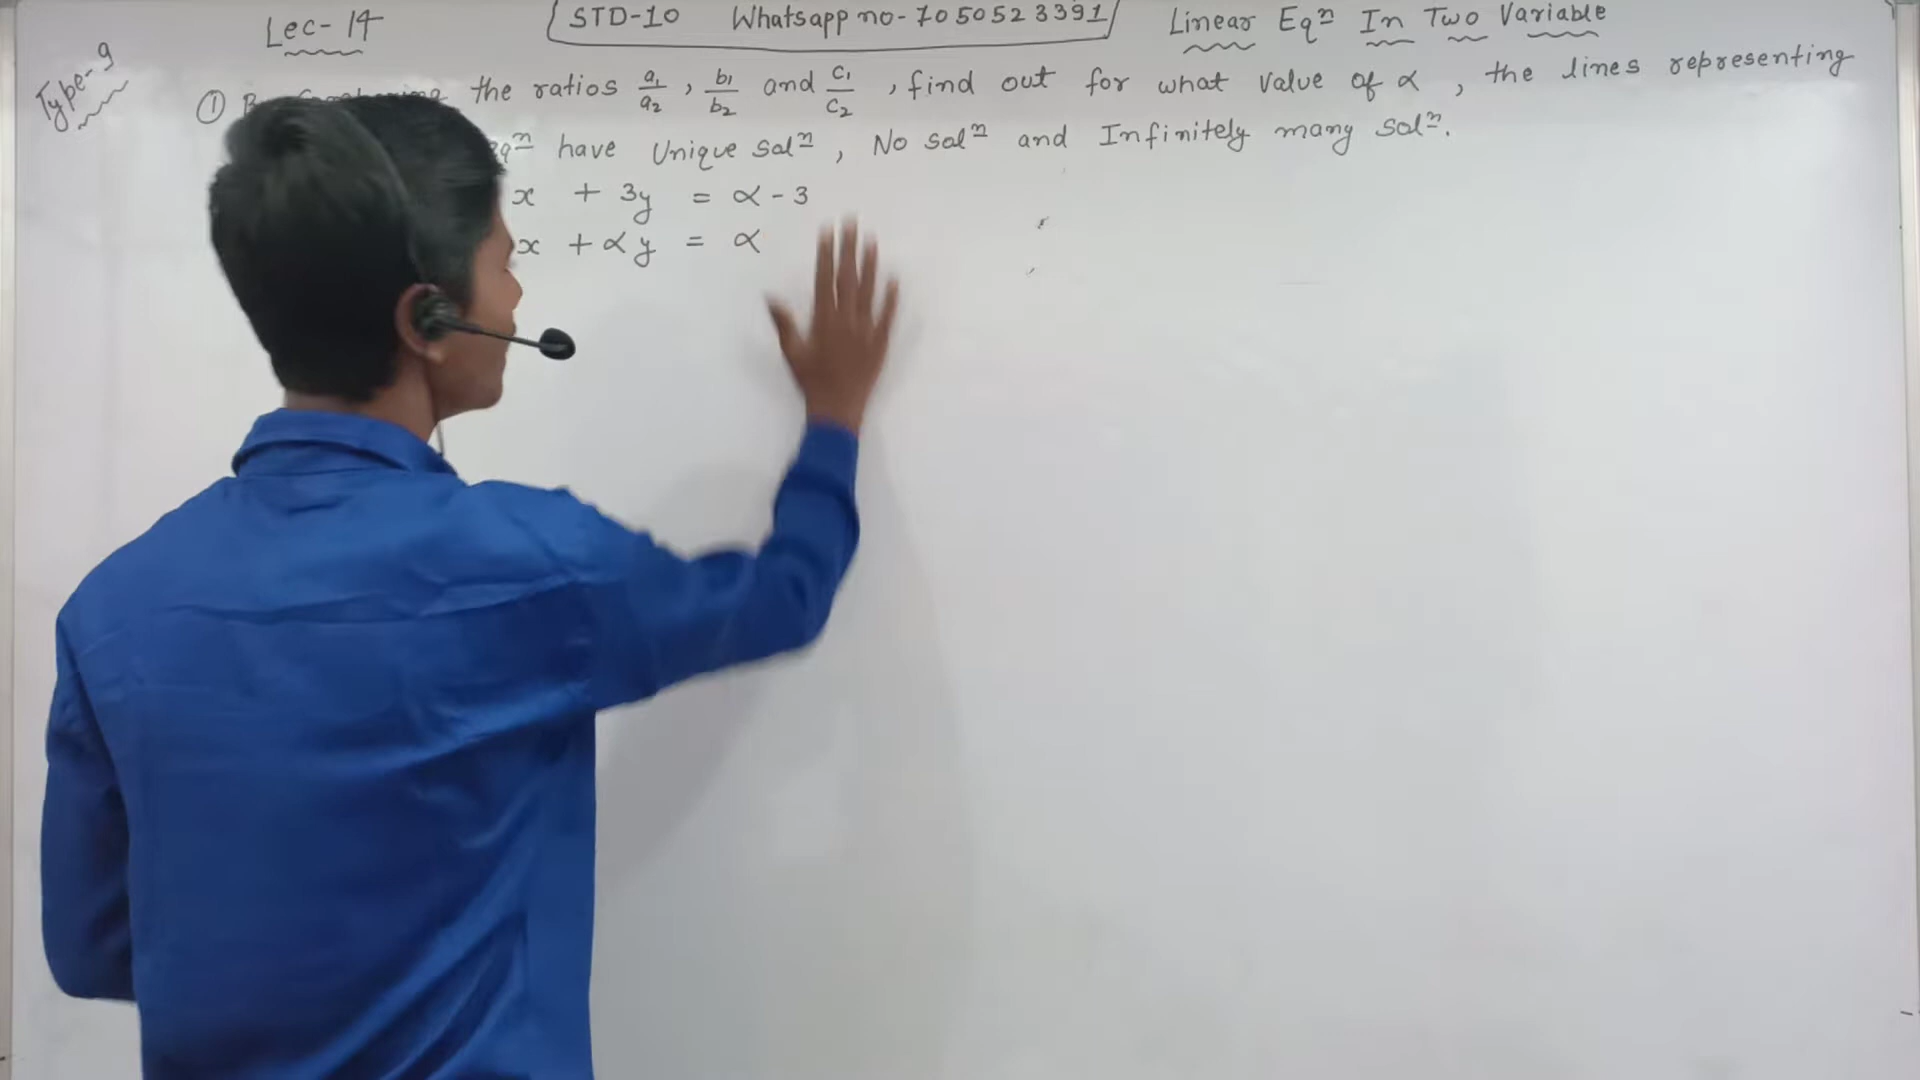 Lec-14 STD-10 Whatsapp no-7050523391 Linear Eqn In Two Variable
Type-9
① the ratios a1/a2, b1/b2 and c1/c2, find out for what value of α, the lines representing
Eqn have Unique soln, No soln and Infinitely many soln.
x + 3y = α - 3
x + αy = α